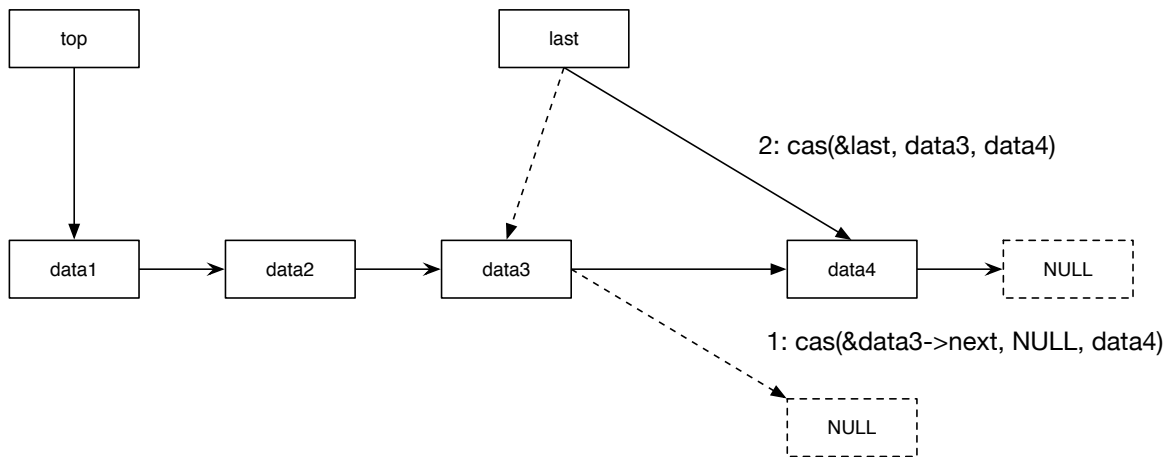 top
last
2: cas(&last, data3, data4)
data1
data2
data3
data4
NULL
1: cas(&data3->next, NULL, data4)
NULL